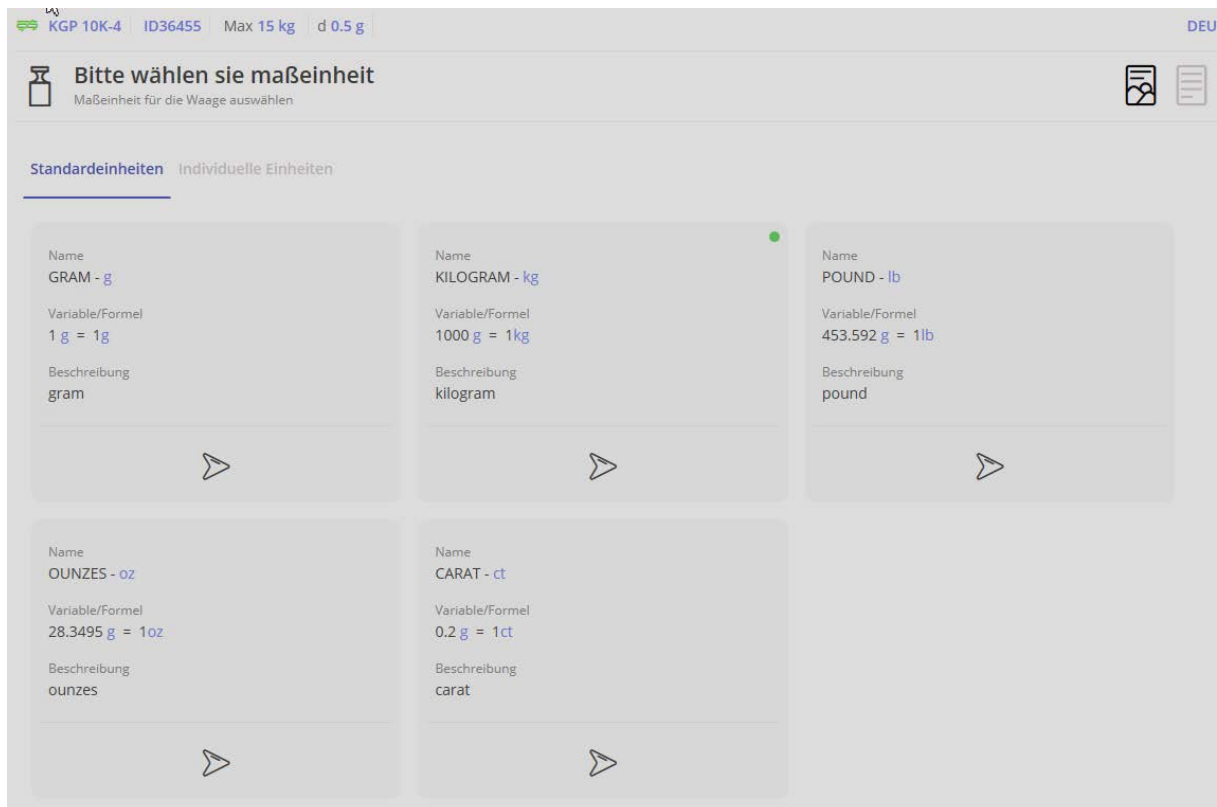 KGP 10K-4 ID36455 Max 15 kg d 0.5 g DEU
Bitte wählen sie maßeinheit
Maßeinheit für die Waage auswählen
Standardeinheiten Individuelle Einheiten
Name
GRAM - g
Variable/Formel
1 g = 1g
Beschreibung
gram
Name
KILOGRAM - kg
Variable/Formel
1000 g = 1kg
Beschreibung
kilogram
Name
POUND - lb
Variable/Formel
453.592 g = 1lb
Beschreibung
pound
Name
OUNZES - oz
Variable/Formel
28.3495 g = 1oz
Beschreibung
ounzes
Name
CARAT - ct
Variable/Formel
0.2 g = 1ct
Beschreibung
carat